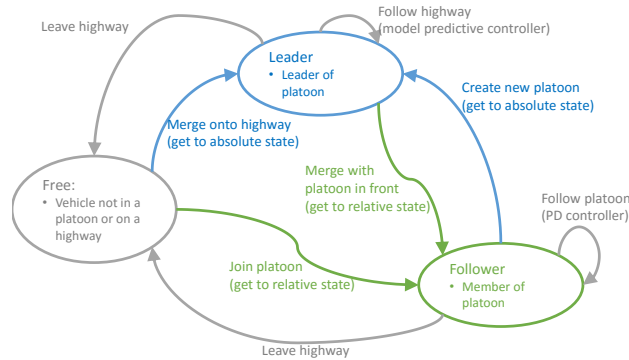 Leave highway
Follow highway
(model predictive controller)
Leader
• Leader of
platoon
Create new platoon
(get to absolute state)
Merge onto highway
(get to absolute state)
Merge with
platoon in front
(get to relative state)
Free:
• Vehicle not in a
platoon or on a
highway
Follow platoon
(PD controller)
Join platoon
(get to relative state)
Follower
• Member of
platoon
Leave highway